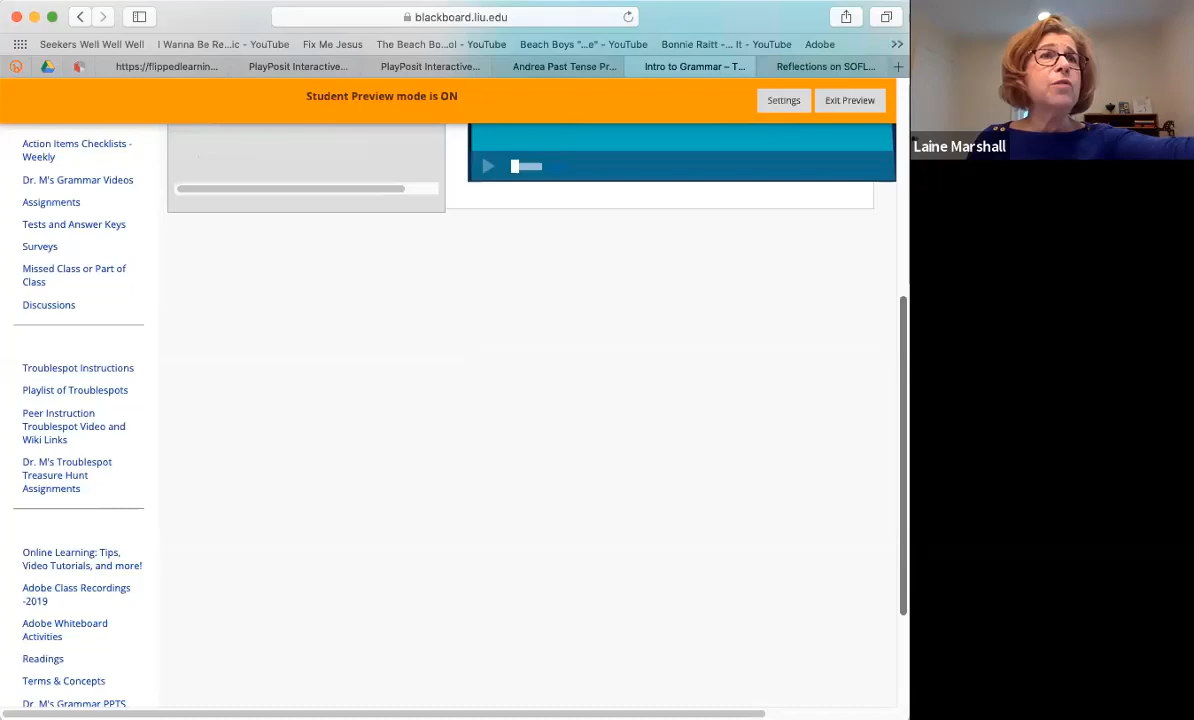 blackboard.liu.edu
Seekers Well Well Well
I Wanna Be Re...ic - YouTube
Fix Me Jesus
The Beach Bo...ol - YouTube
Beach Boys "...e" - YouTube
Bonnie Raitt -... It - YouTube
Adobe
https://flippedlearnin...
PlayPosit Interactive...
PlayPosit Interactive...
Andrea Past Tense Pr...
Intro to Grammar – T...
Reflections on SOFL...
Student Preview mode is ON
Settings
Exit Preview
Laine Marshall
Action Items Checklists -
Weekly
Dr. M's Grammar Videos
Assignments
Tests and Answer Keys
Surveys
Missed Class or Part of
Class
Discussions
Troublespot Instructions
Playlist of Troublespots
Peer Instruction
Troublespot Video and
Wiki Links
Dr. M's Troublespot
Treasure Hunt
Assignments
Online Learning: Tips,
Video Tutorials, and more!
Adobe Class Recordings
-2019
Adobe Whiteboard
Activities
Readings
Terms & Concepts
Dr. M's Grammar PPTS